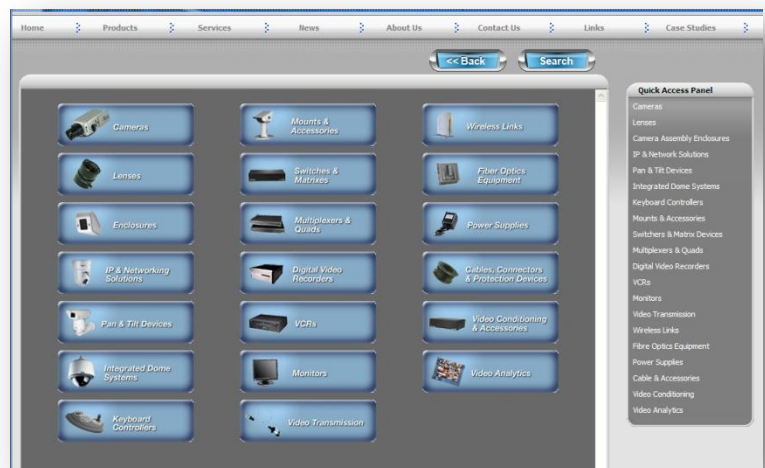 Home
Products
Services
News
About Us
Contact Us
Links
Case Studies
<< Back
Search
Cameras
Mounts &
Accessories
Wireless Links
Lenses
Switches &
Matrixes
Fiber Optics
Equipment
Enclosures
Multiplexers &
Quads
Power Supplies
IP & Networking
Solutions
Digital Video
Recorders
Cables, Connectors
& Protection Devices
Pan & Tilt Devices
VCRs
Video Conditioning
& Accessories
Integrated Dome
Systems
Monitors
Video Analytics
Keyboard
Controllers
Video Transmission
Quick Access Panel
Cameras
Lenses
Camera Assembly Enclosures
IP & Network Solutions
Pan & Tilt Devices
Integrated Dome Systems
Keyboard Controllers
Mounts & Accessories
Switchers & Matrix Devices
Multiplexers & Quads
Digital Video Recorders
VCRs
Monitors
Video Transmission
Wireless Links
Fibre Optics Equipment
Power Supplies
Cable & Accessories
Video Conditioning
Video Analytics